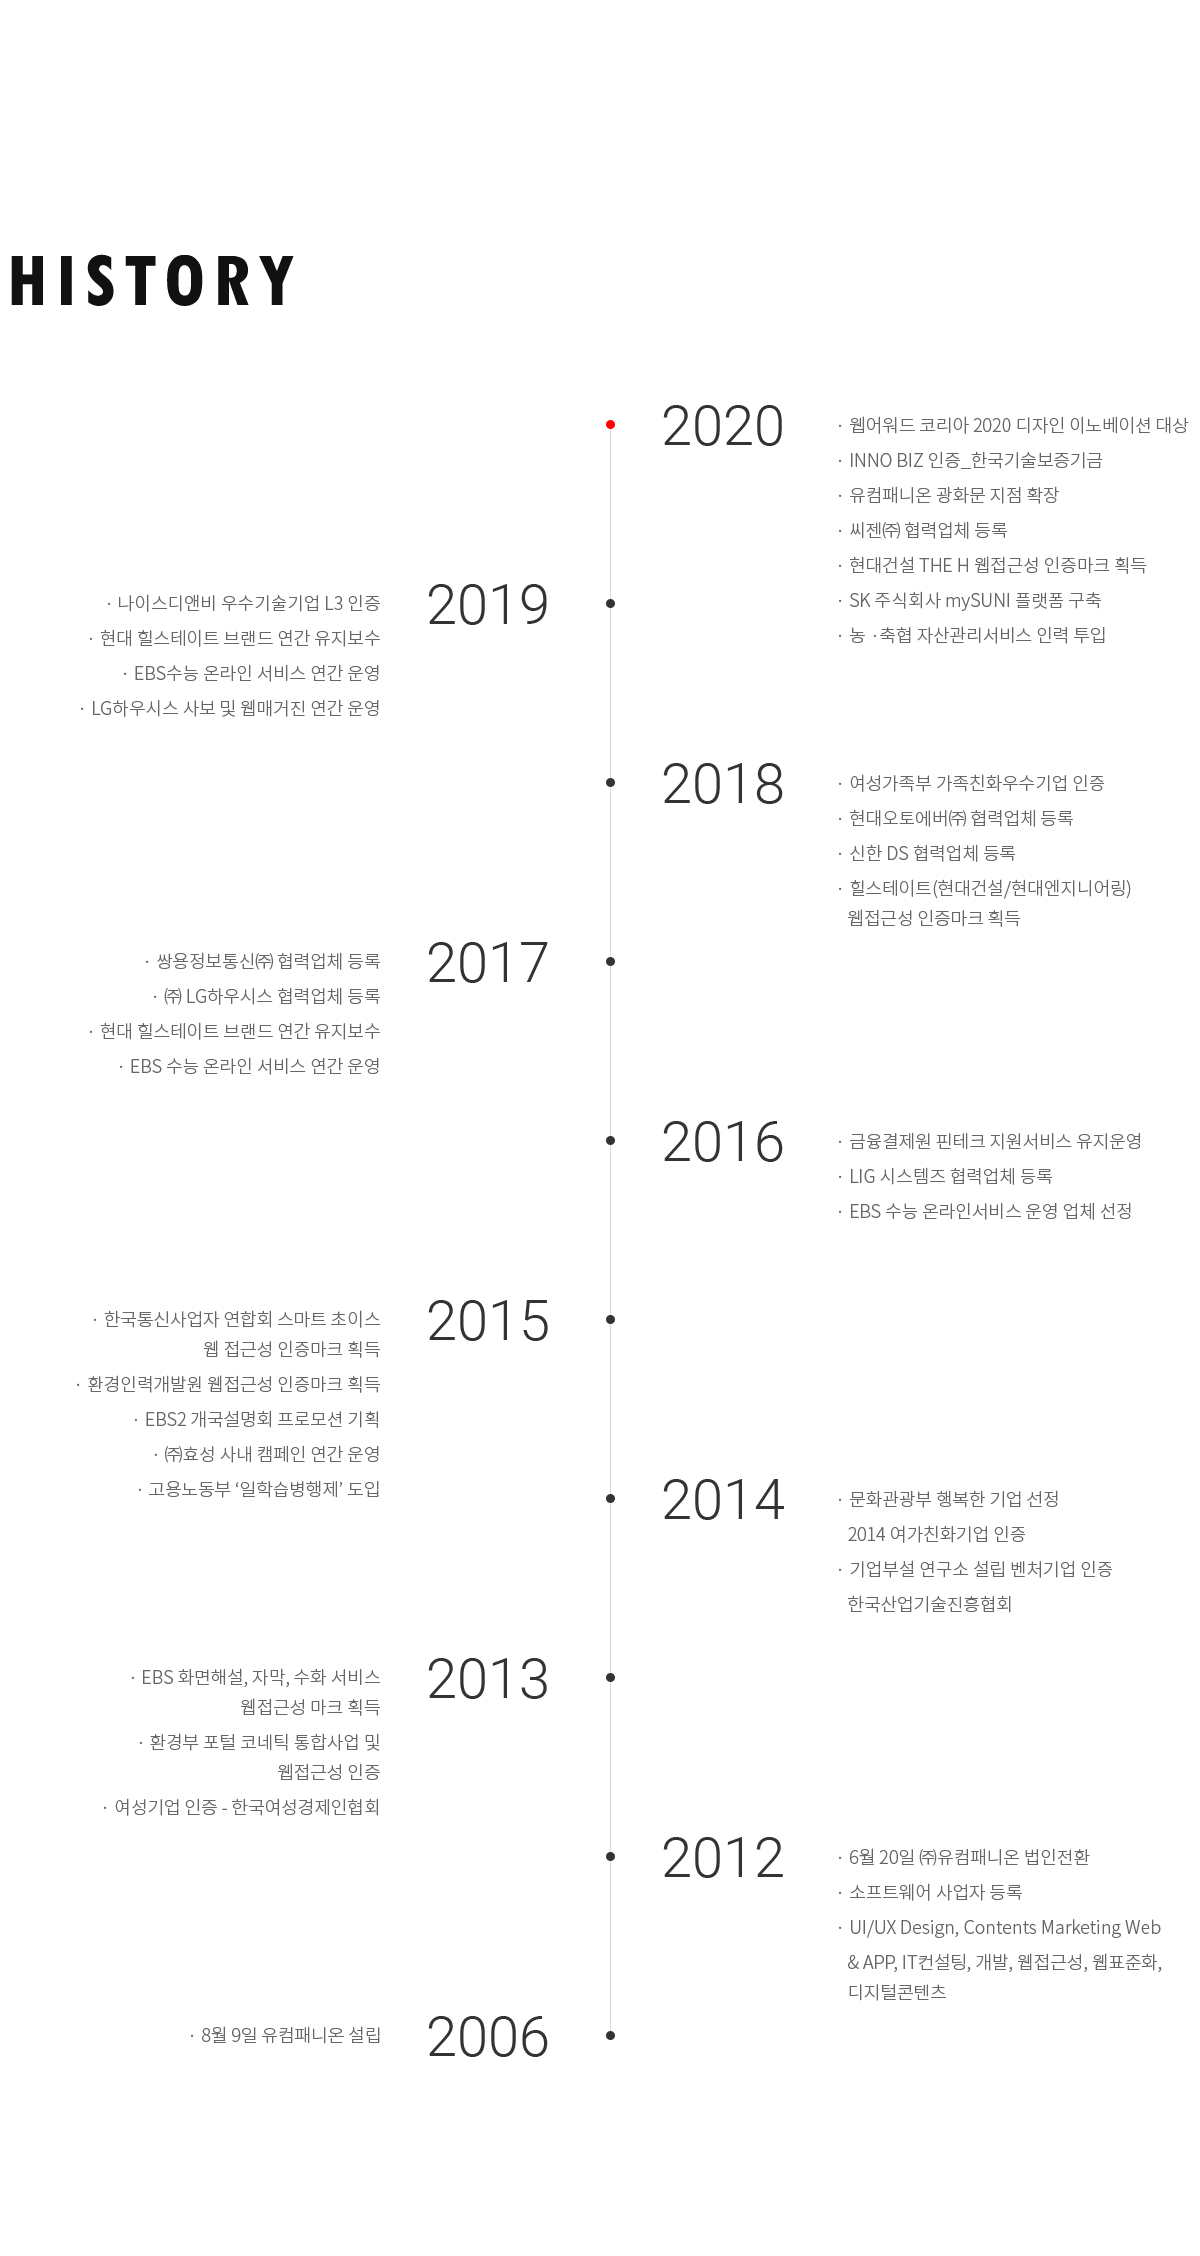 HISTORY
2020
· 웹어워드 코리아 2020 디자인 이노베이션 대상
· INNO BIZ 인증_한국기술보증기금
· 유컴패니온 광화문 지점 확장
· 씨젠㈜ 협력업체 등록
· 현대건설 THE H 웹접근성 인증마크 획득
· SK 주식회사 mySUNI 플랫폼 구축
· 농 ·축협 자산관리서비스 인력 투입
2019
· 나이스디앤비 우수기술기업 L3 인증
· 현대 힐스테이트 브랜드 연간 유지보수
· EBS수능 온라인 서비스 연간 운영
· LG하우시스 사보 및 웹매거진 연간 운영
2018
· 여성가족부 가족친화우수기업 인증
· 현대오토에버㈜ 협력업체 등록
· 신한 DS 협력업체 등록
· 힐스테이트(현대건설/현대엔지니어링)
웹접근성 인증마크 획득
2017
· 쌍용정보통신㈜ 협력업체 등록
· ㈜ LG하우시스 협력업체 등록
· 현대 힐스테이트 브랜드 연간 유지보수
· EBS 수능 온라인 서비스 연간 운영
2016
· 금융결제원 핀테크 지원서비스 유지운영
· LIG 시스템즈 협력업체 등록
· EBS 수능 온라인서비스 운영 업체 선정
2015
· 한국통신사업자 연합회 스마트 초이스
웹 접근성 인증마크 획득
· 환경인력개발원 웹접근성 인증마크 획득
· EBS2 개국설명회 프로모션 기획
· ㈜효성 사내 캠페인 연간 운영
· 고용노동부 ‘일학습병행제’ 도입
2014
· 문화관광부 행복한 기업 선정
2014 여가친화기업 인증
· 기업부설 연구소 설립 벤처기업 인증
한국산업기술진흥협회
2013
· EBS 화면해설, 자막, 수화 서비스
웹접근성 마크 획득
· 환경부 포털 코네틱 통합사업 및
웹접근성 인증
· 여성기업 인증 - 한국여성경제인협회
2012
· 6월 20일 ㈜유컴패니온 법인전환
· 소프트웨어 사업자 등록
· UI/UX Design, Contents Marketing Web
& APP, IT컨설팅, 개발, 웹접근성, 웹표준화,
디지털콘텐츠
2006
· 8월 9일 유컴패니온 설립